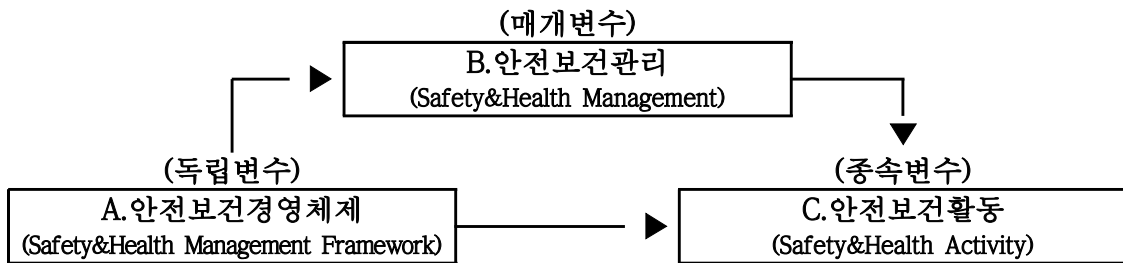 (매개변수)
B.안전보건관리
(Safety&Health Management)
(독립변수)
A.안전보건경영체제
(Safety&Health Management Framework)
(종속변수)
C.안전보건활동
(Safety&Health Activity)